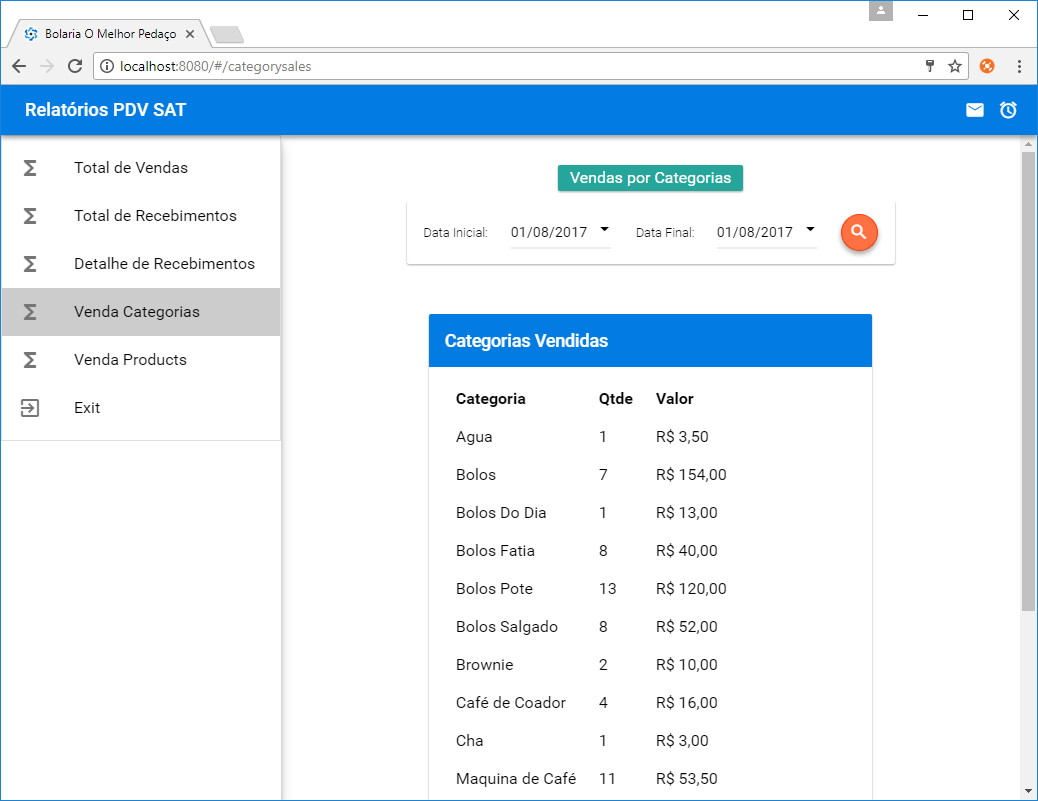 Bolaria O Melhor Pedaço
localhost:8080/#/categorysales
Relatórios PDV SAT
Total de Vendas
Total de Recebimentos
Detalhe de Recebimentos
Venda Categorias
Venda Products
Exit
Vendas por Categorias
Data Inicial: 01/08/2017 Data Final: 01/08/2017
Categorias Vendidas
Categoria Qtde Valor
Agua 1 R$ 3,50
Bolos 7 R$ 154,00
Bolos Do Dia 1 R$ 13,00
Bolos Fatia 8 R$ 40,00
Bolos Pote 13 R$ 120,00
Bolos Salgado 8 R$ 52,00
Brownie 2 R$ 10,00
Café de Coador 4 R$ 16,00
Cha 1 R$ 3,00
Maquina de Café 11 R$ 53,50